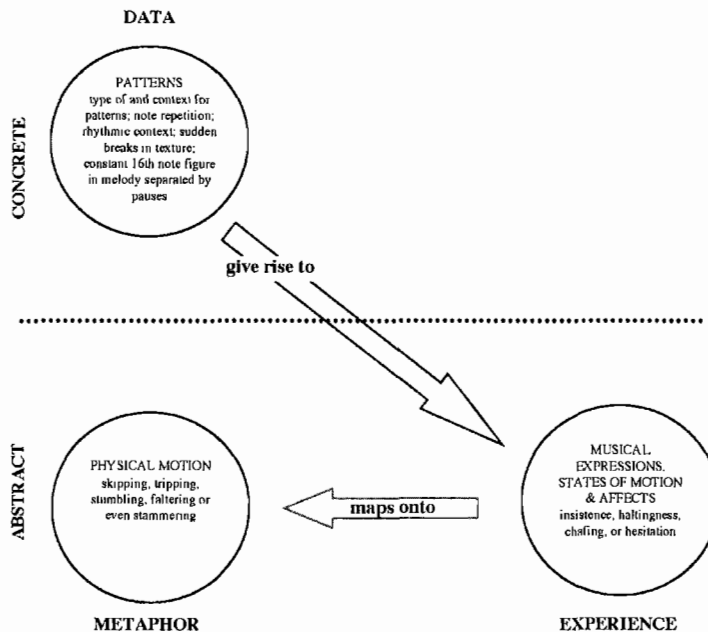 DATA
CONCRETE
PATTERNS
type of and context for
patterns; note repetition;
rhythmic context; sudden
breaks in texture;
constant 16th note figure
in melody separated by
pauses
give rise to
ABSTRACT
PHYSICAL MOTION
skipping, tripping,
stumbling, faltering or
even stammering
maps onto
MUSICAL
EXPRESSIONS,
STATES OF MOTION
& AFFECTS
insistence, haltingness,
chafing, or hesitation
METAPHOR
EXPERIENCE